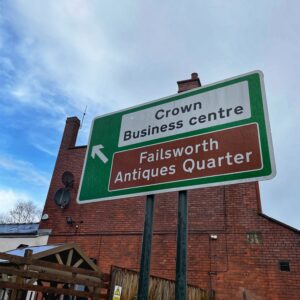 Crown
Business centre
Failsworth
Antiques Quarter